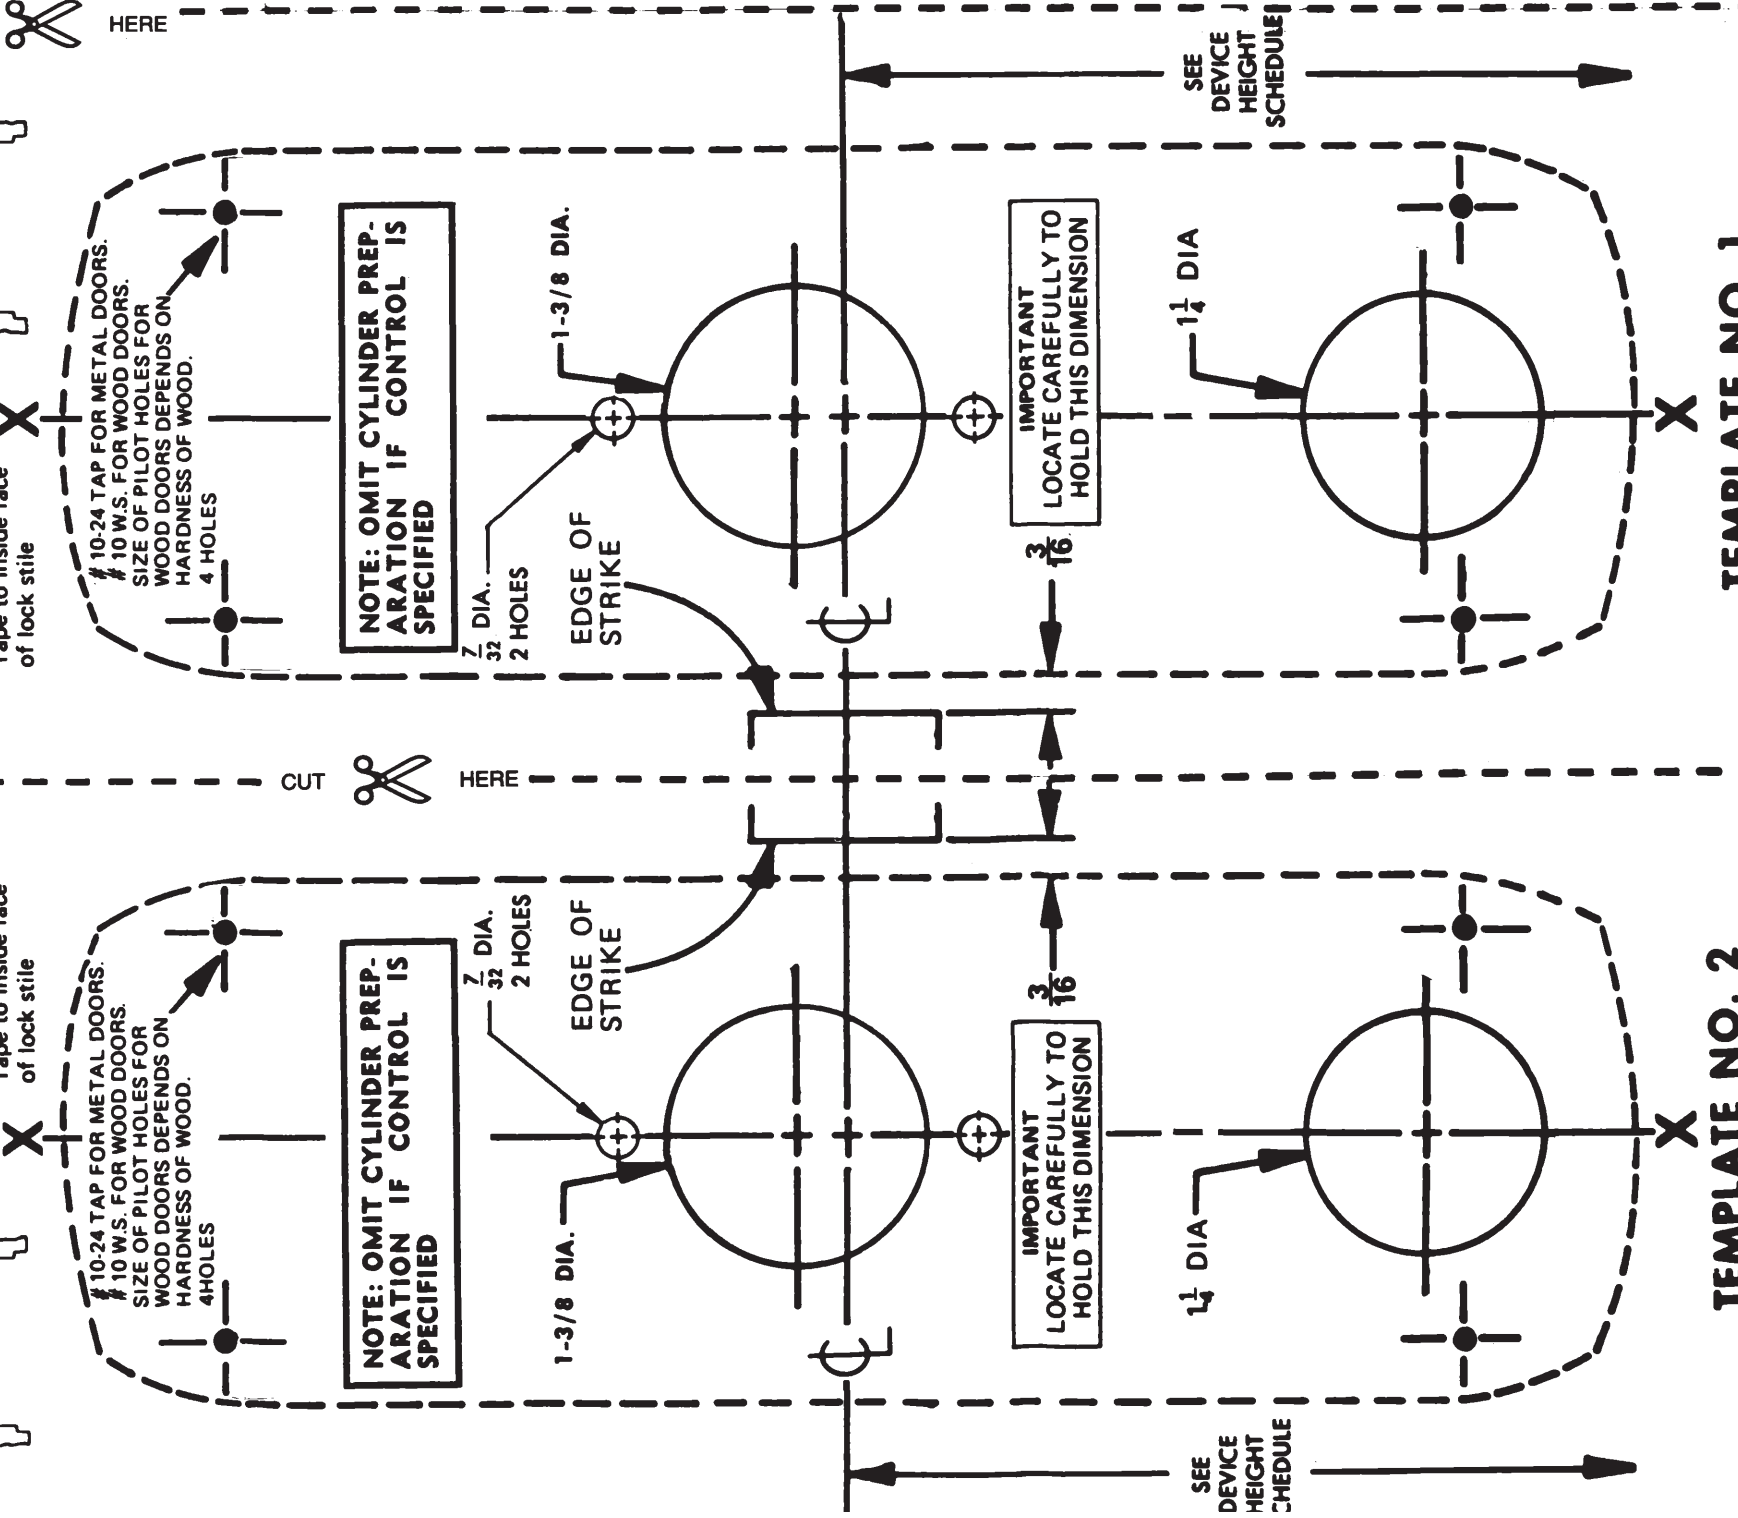 HERE
SEE
DEVICE
HEIGHT
SCHEDULE
# 10-24 TAP FOR METAL DOORS.
# 10 W.S. FOR WOOD DOORS.
SIZE OF PILOT HOLES FOR
WOOD DOORS DEPENDS ON
HARDNESS OF WOOD.
4 HOLES
NOTE: OMIT CYLINDER PREP-
ARATION IF CONTROL IS
SPECIFIED
1-3/8 DIA.
7/32 DIA.
2 HOLES
EDGE OF
STRIKE
IMPORTANT
LOCATE CAREFULLY TO
HOLD THIS DIMENSION
3/16
1 1/4 DIA
X
X
Tape to inside face
of lock stile
TEMPLATE NO. 1
CUT
HERE
# 10-24 TAP FOR METAL DOORS.
# 10 W.S. FOR WOOD DOORS.
SIZE OF PILOT HOLES FOR
WOOD DOORS DEPENDS ON
HARDNESS OF WOOD.
4HOLES
NOTE: OMIT CYLINDER PREP-
ARATION IF CONTROL IS
SPECIFIED
7/32 DIA.
2 HOLES
EDGE OF
STRIKE
1-3/8 DIA.
IMPORTANT
LOCATE CAREFULLY TO
HOLD THIS DIMENSION
3/16
1 1/4 DIA
X
X
Tape to inside face
of lock stile
TEMPLATE NO. 2
SEE
DEVICE
HEIGHT
CHEDULE